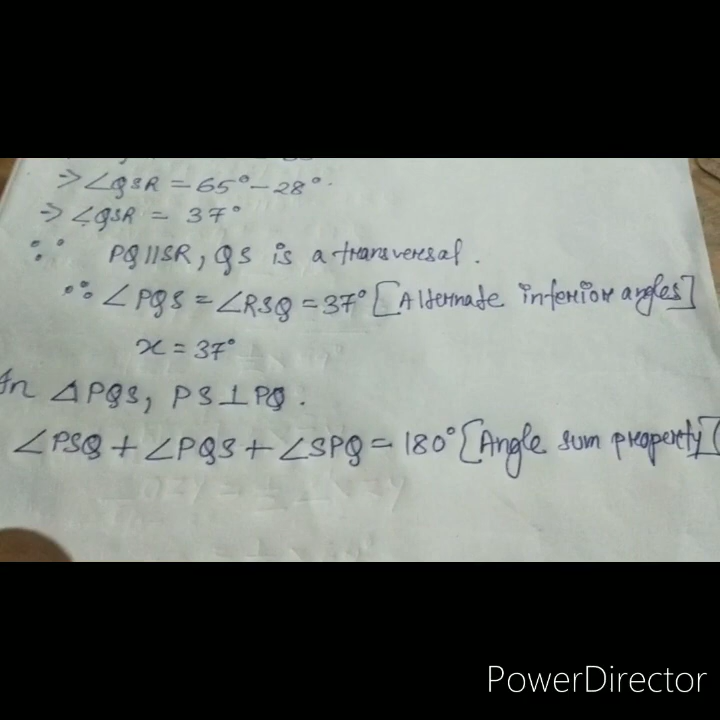 ⇒ ∠QSR = 65° - 28°.
⇒ ∠QSR = 37°
∵ PQ||SR, QS is a transversal.
∴ ∠PQS = ∠RSQ = 37° [Alternate interior angles]
x = 37°
In △PQS, PS⊥PQ.
∠PSQ + ∠PQS + ∠SPQ = 180° [Angle sum property]
PowerDirector